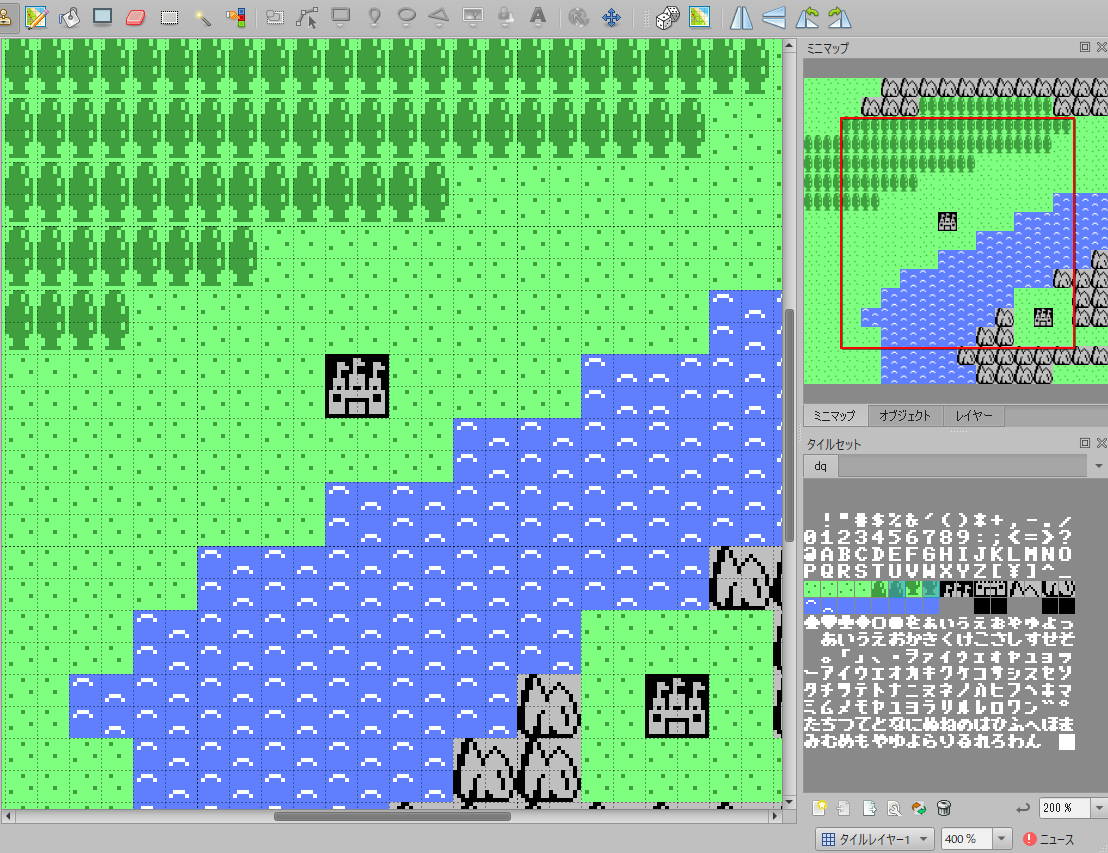 ミニマップ
ミニマップ オブジェクト レイヤー
タイルセット
dq
!"#$%&'()*+,-./
0123456789:;<=>?
@ABCDEFGHIJKLMNO
PQRSTUVWXYZ[¥]^_
あいうえおやゆよっ
あいうえおかきくけこさしすせそ
。「」、・ヲァィゥェォャュョッ
ーアイウエオカキクケコサシスセソ
タチツテトナニヌネノハヒフヘホマ
ミムメモヤユヨラリルレロワン゛゜
たちつてとなにぬねのはひふへほま
みむめもやゆよらりるれろわん
200 %
タイルレイヤー1 400 % ニュース